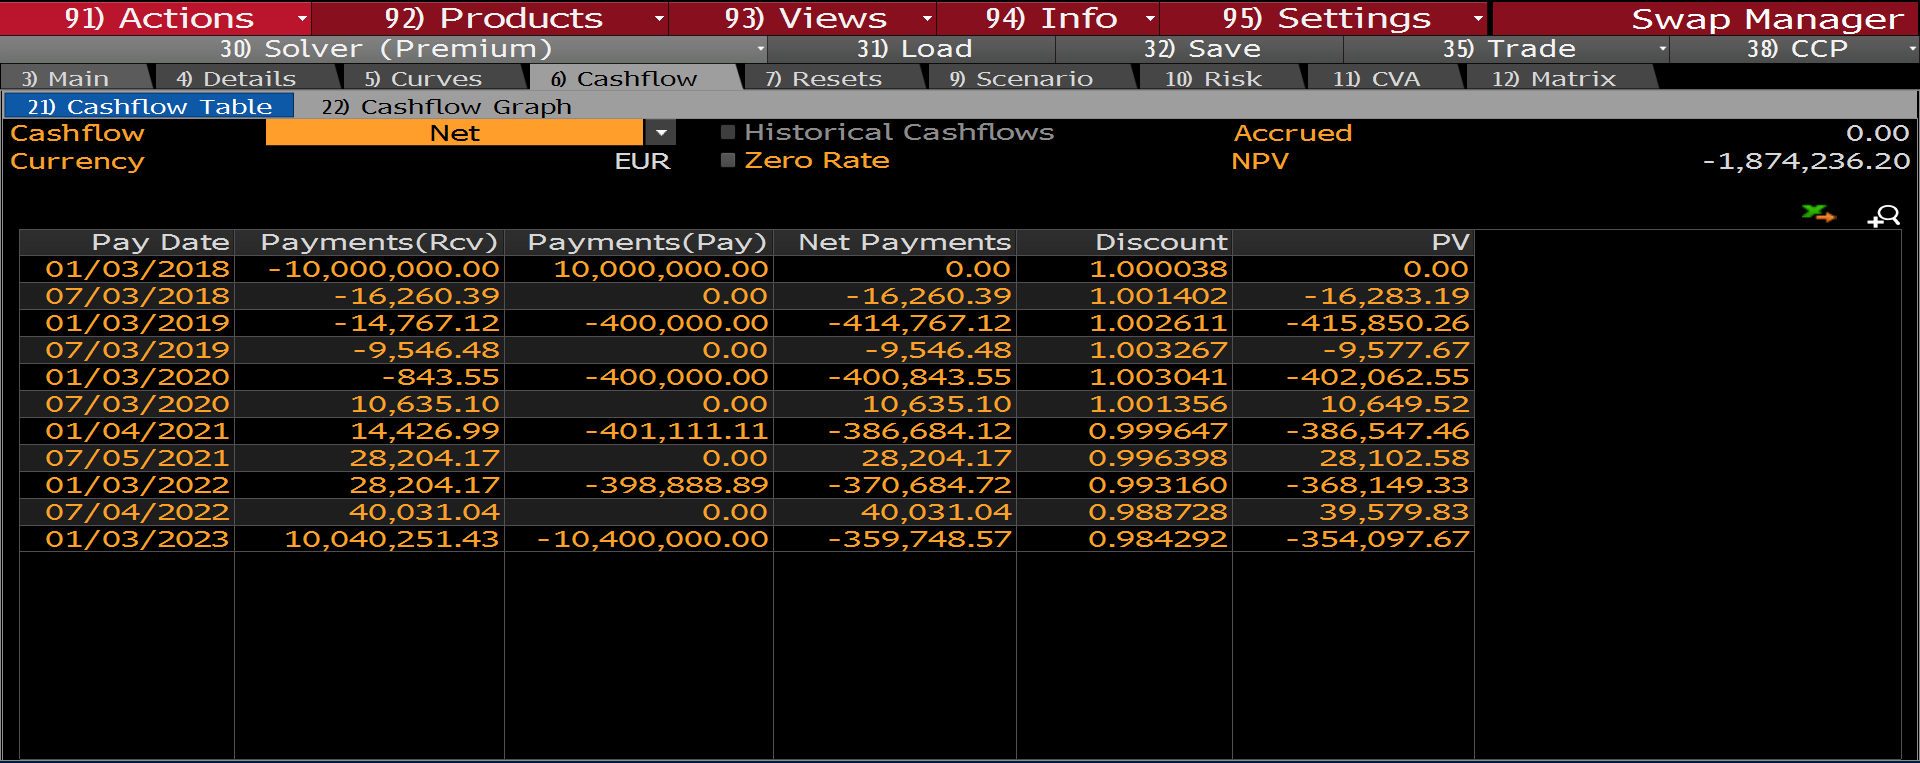 91) Actions 92) Products 93) Views 94) Info 95) Settings Swap Manager
30) Solver (Premium) 31) Load 32) Save 35) Trade 38) CCP
3) Main 4) Details 5) Curves 6) Cashflow 7) Resets 9) Scenario 10) Risk 11) CVA 12) Matrix
21) Cashflow Table 22) Cashflow Graph
Cashflow Net Historical Cashflows Accrued 0.00
Currency EUR Zero Rate NPV -1,874,236.20
Pay Date Payments(Rcv) Payments(Pay) Net Payments Discount PV
01/03/2018 -10,000,000.00 10,000,000.00 0.00 1.000038 0.00
07/03/2018 -16,260.39 0.00 -16,260.39 1.001402 -16,283.19
01/03/2019 -14,767.12 -400,000.00 -414,767.12 1.002611 -415,850.26
07/03/2019 -9,546.48 0.00 -9,546.48 1.003267 -9,577.67
01/03/2020 -843.55 -400,000.00 -400,843.55 1.003041 -402,062.55
07/03/2020 10,635.10 0.00 10,635.10 1.001356 10,649.52
01/04/2021 14,426.99 -401,111.11 -386,684.12 0.999647 -386,547.46
07/05/2021 28,204.17 0.00 28,204.17 0.996398 28,102.58
01/03/2022 28,204.17 -398,888.89 -370,684.72 0.993160 -368,149.33
07/04/2022 40,031.04 0.00 40,031.04 0.988728 39,579.83
01/03/2023 10,040,251.43 -10,400,000.00 -359,748.57 0.984292 -354,097.67